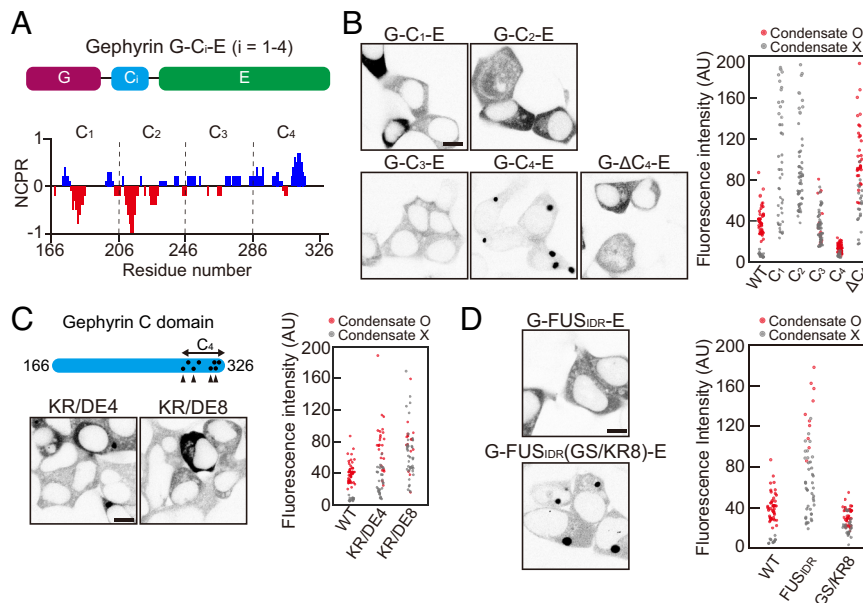 A
Gephyrin G-Ci-E (i = 1-4)
G
Ci
E
NCPR
1
0
-1
C1
C2
C3
C4
166
206
246
286
326
Residue number
B
G-C1-E
G-C2-E
G-C3-E
G-C4-E
G-ΔC4-E
Condensate O
Condensate X
Fluorescence intensity (AU)
200
160
120
80
40
0
WT
C1
C2
C3
C4
C
Gephyrin C domain
C4
166
326
KR/DE4
KR/DE8
Condensate O
Condensate X
Fluorescence intensity (AU)
200
160
120
80
40
0
WT
KR/DE4
KR/DE8
D
G-FUSIDR-E
G-FUSIDR(GS/KR8)-E
Condensate O
Condensate X
Fluorescence Intensity (AU)
200
160
120
80
40
0
WT
FUSIDR
GS/KR8